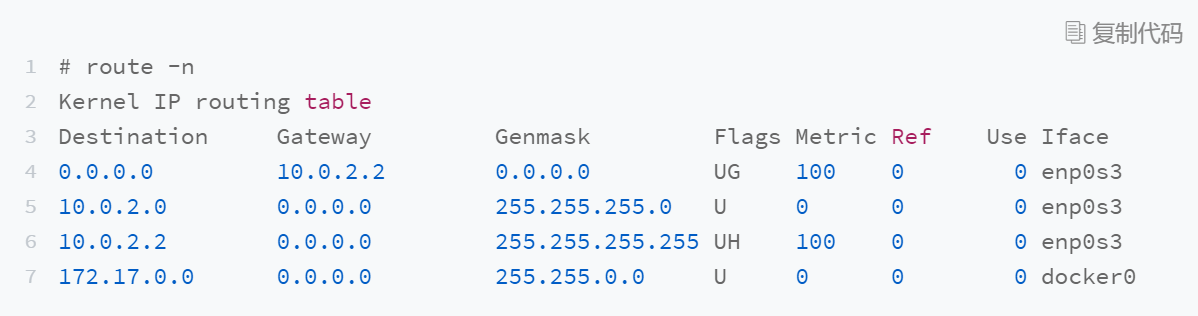 复制代码
1 # route -n
2 Kernel IP routing table
3 Destination Gateway Genmask Flags Metric Ref Use Iface
4 0.0.0.0 10.0.2.2 0.0.0.0 UG 100 0 0 enp0s3
5 10.0.2.0 0.0.0.0 255.255.255.0 U 0 0 0 enp0s3
6 10.0.2.2 0.0.0.0 255.255.255.255 UH 100 0 0 enp0s3
7 172.17.0.0 0.0.0.0 255.255.0.0 U 0 0 0 docker0